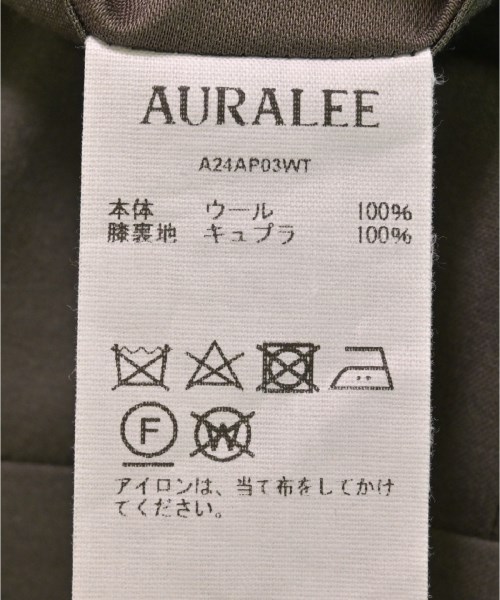 AURALEE
A24AP03WT
本体 ウール 100%
膝裏地 キュプラ 100%
F W
アイロンは、当て布をしてかけ
てください。